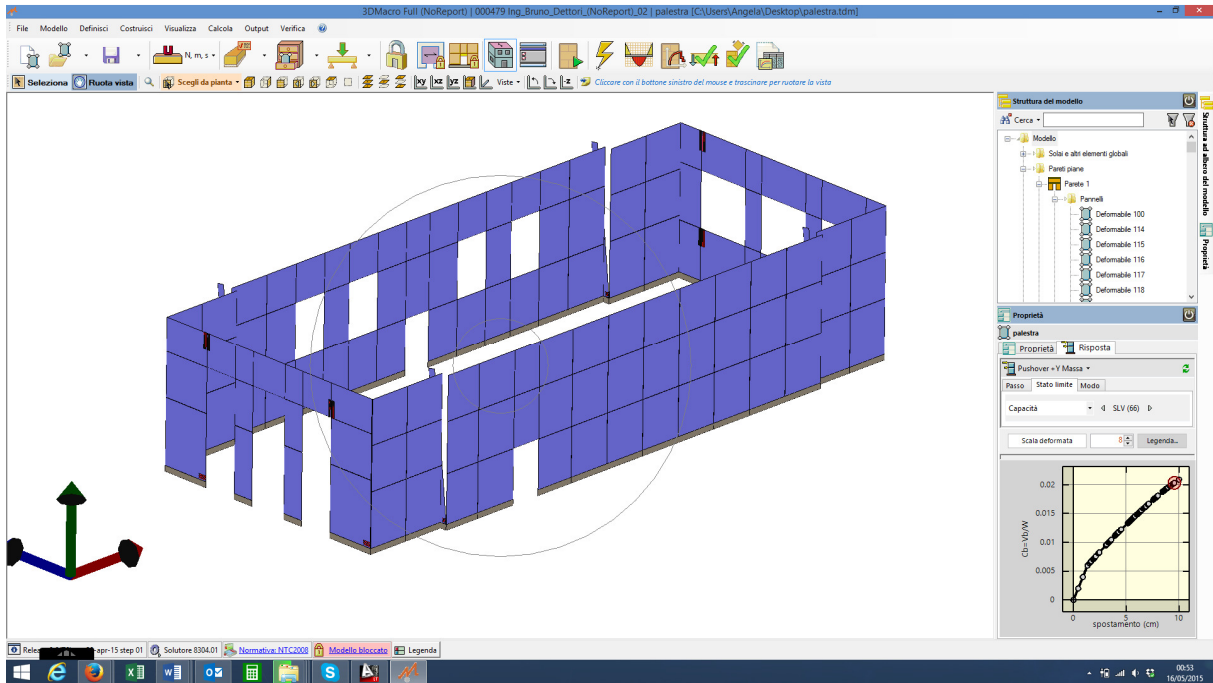 3DMacro Full (NoReport) | 000479 Ing_Bruno_Dettori_(NoReport)_02 | palestra [C:\Users\Angela\Desktop\palestra.tdm]
File Modello Definisci Costruisci Visualizza Calcola Output Verifica
N, m, s
Seleziona Ruota vista Scegli da pianta xy xz yz Viste -z Cliccare con il bottone sinistro del mouse e trascinare per ruotare la vista
Struttura del modello
Cerca
Modello
Solai e altri elementi globali
Pareti piane
Parete 1
Pannelli
Deformabile 100
Deformabile 114
Deformabile 115
Deformabile 116
Deformabile 117
Deformabile 118
Struttura ad albero del modello
Proprietà
Proprietà
palestra
Proprietà Risposta
Pushover +Y Massa
Passo Stato limite Modo
Capacità SLV (66)
Scala deformata 8 Legenda...
0.02
0.015
0.01
0.005
0
Cb=Vb/W
0 5 10
spostamento (cm)
-apr-15 step 01 Solutore 8304.01 Normativa: NTC2008 Modello bloccato Legenda
00:53
16/05/2015